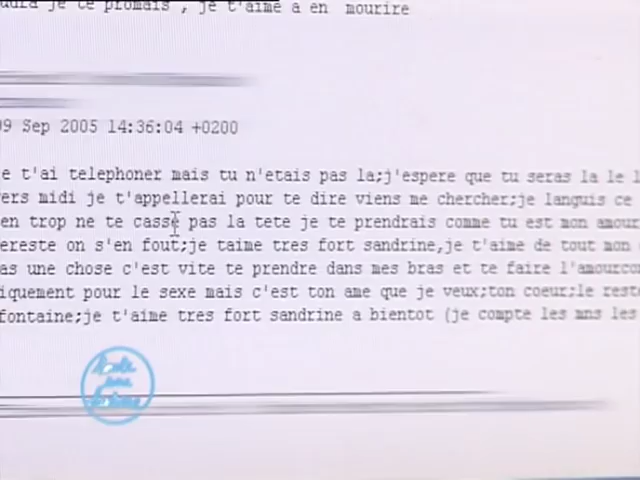 je te promais , je t'aime a en mourire
09 Sep 2005 14:36:04 +0200
e t'ai telephoner mais tu n'etais pas la;j'espere que tu seras la le l
ers midi je t'appellerai pour te dire viens me chercher;je languis ce
en trop ne te casse pas la tete je te prendrais comme tu est mon amour
ereste on s'en fout;je taime tres fort sandrine,je t'aime de tout mon
as une chose c'est vite te prendre dans mes bras et te faire l'amourcom
iquement pour le sexe mais c'est ton ame que je veux;ton coeur;le rest
fontaine;je t'aime tres fort sandrine a bientot (je compte les mns les